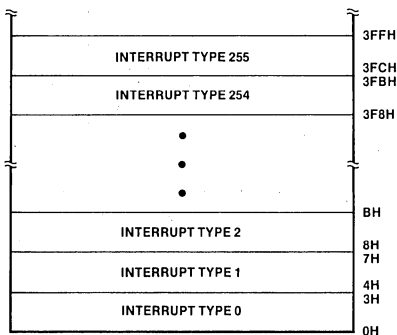 3FFH
INTERRUPT TYPE 255
3FCH
3FBH
INTERRUPT TYPE 254
3F8H
BH
INTERRUPT TYPE 2
8H
7H
INTERRUPT TYPE 1
4H
3H
INTERRUPT TYPE 0
0H